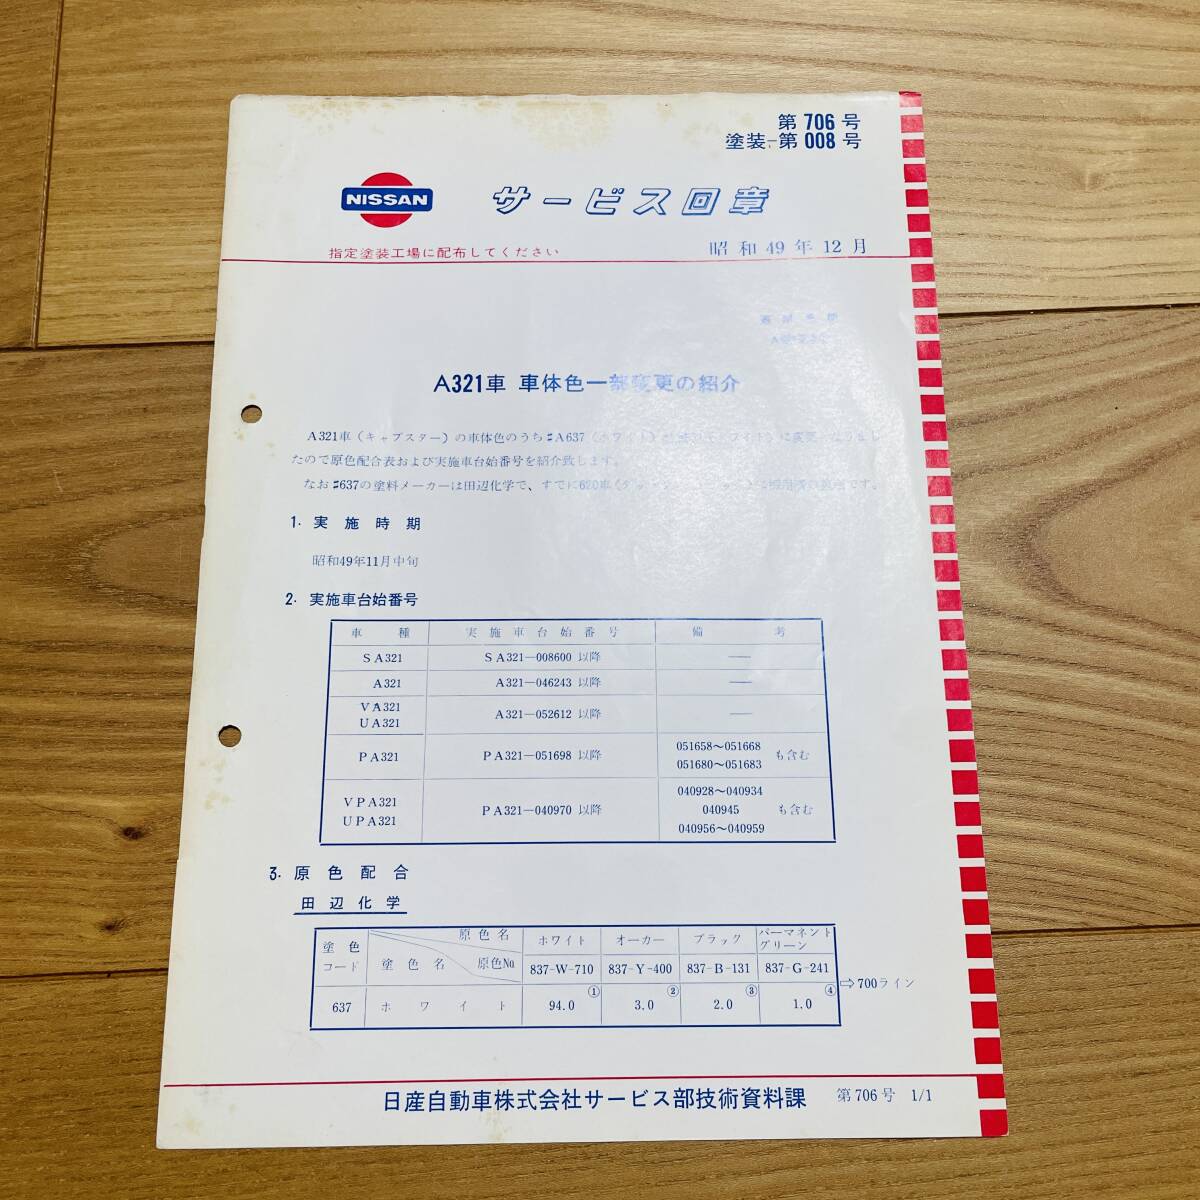 第 706 号
塗装-第 008 号
NISSAN
サービス回章
指定塗装工場に配布してください
昭和 49 年 12 月
A321車 車体色一部変更の紹介
A321車（キャブスター）の車体色のうち♯A637（ホワイト）
たので原色配合表および実施車台始番号を紹介致します。
なお♯637の塗料メーカーは田辺化学で、すでに620車
1. 実施時期
昭和49年11月中旬
2. 実施車台始番号
車種 実施車台始番号 備考
SA321 SA321—008600 以降 ——
A321 A321—046243 以降 ——
VA321
UA321 A321—052612 以降 ——
PA321 PA321—051698 以降 051658～051668
051680～051683 も含む
VPA321
UPA321 PA321—040970 以降 040928～040934
040945 も含む
040956～040959
3. 原色配合
田辺化学
塗色コード 塗色名 原色名 原色No. ホワイト オーカー ブラック パーマネントグリーン
837-W-710 837-Y-400 837-B-131 837-G-241
⇨700ライン
637 ホワイト 94.0 ① 3.0 ② 2.0 ③ 1.0 ④
日産自動車株式会社サービス部技術資料課 第706号 1/1